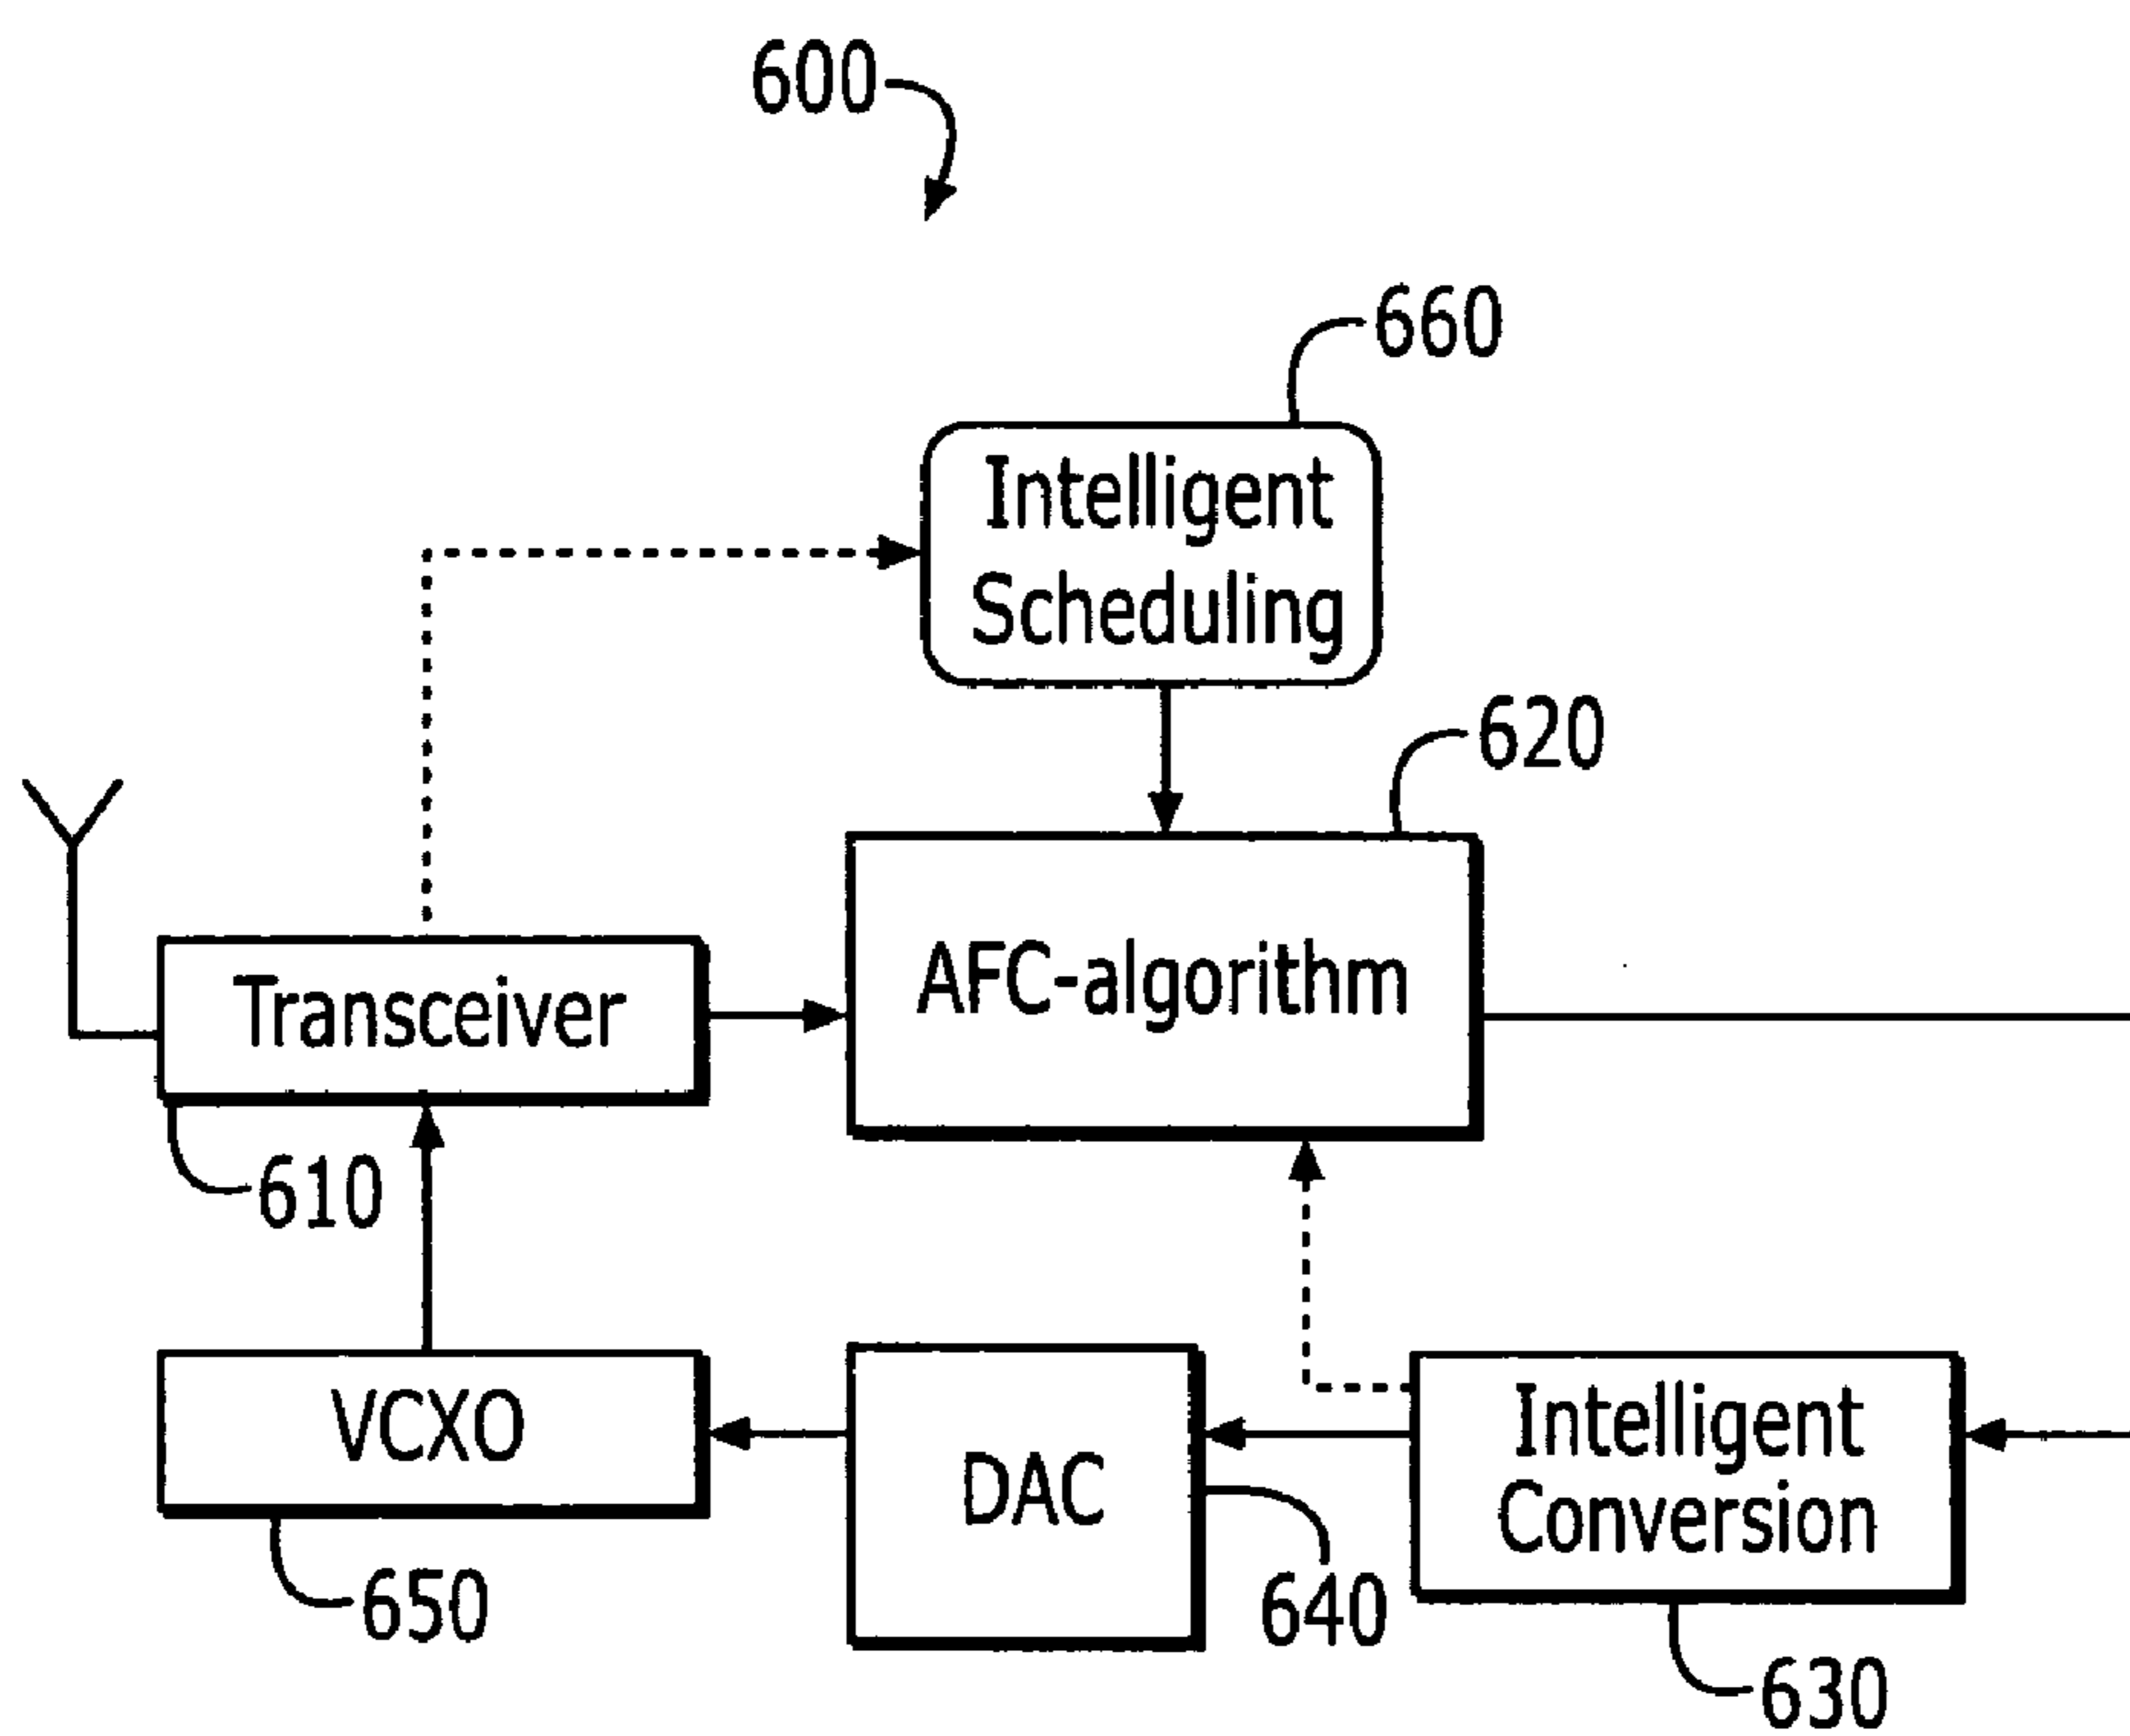 600
660
Intelligent
Scheduling
620
AFC-algorithm
Transceiver
610
VCXO
650
DAC
640
Intelligent
Conversion
630